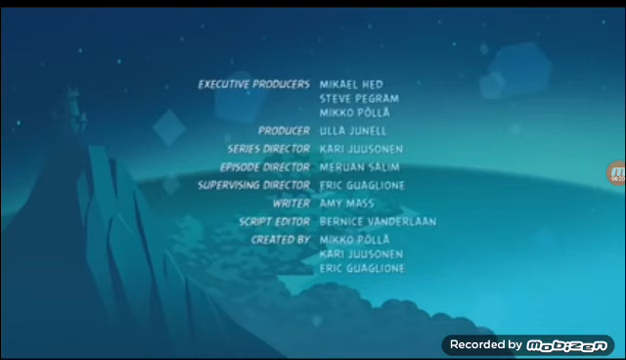 EXECUTIVE PRODUCERS MIKAEL HED
STEVE PEGRAM
MIKKO PÖLLÄ
PRODUCER ULLA JUNELL
SERIES DIRECTOR KARI JUUSONEN
EPISODE DIRECTOR MERUAN SALIM
SUPERVISING DIRECTOR ERIC GUAGLIONE
WRITER AMY MASS
SCRIPT EDITOR BERNICE VANDERLAAN
CREATED BY MIKKO PÖLLÄ
KARI JUUSONEN
ERIC GUAGLIONE
Recorded by mobizen